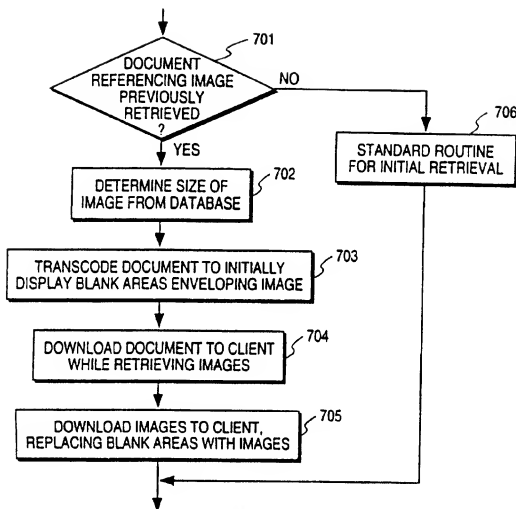 701
DOCUMENT
REFERENCING IMAGE
PREVIOUSLY
RETRIEVED
?
NO
YES
706
STANDARD ROUTINE
FOR INITIAL RETRIEVAL
702
DETERMINE SIZE OF
IMAGE FROM DATABASE
703
TRANSCODE DOCUMENT TO INITIALLY
DISPLAY BLANK AREAS ENVELOPING IMAGE
704
DOWNLOAD DOCUMENT TO CLIENT
WHILE RETRIEVING IMAGES
705
DOWNLOAD IMAGES TO CLIENT,
REPLACING BLANK AREAS WITH IMAGES